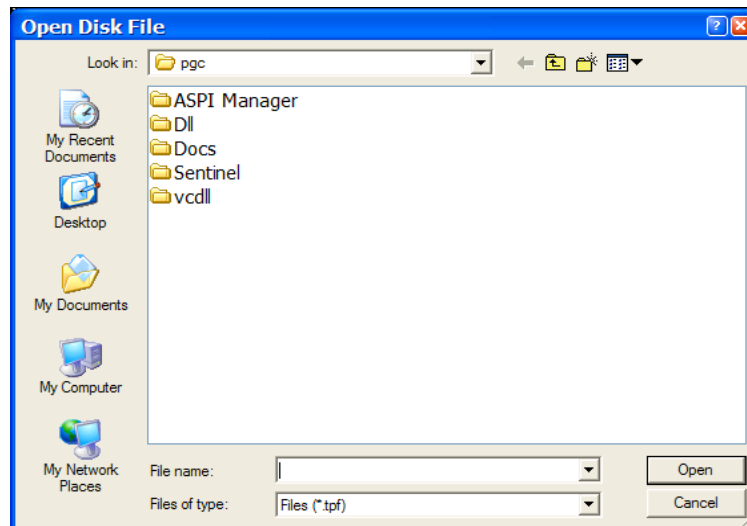 Open Disk File
Look in: pgc
ASPI Manager
Dll
Docs
Sentinel
vcdll
My Recent
Documents
Desktop
My Documents
My Computer
My Network
Places
File name:
Open
Files of type: Files (*.tpf)
Cancel